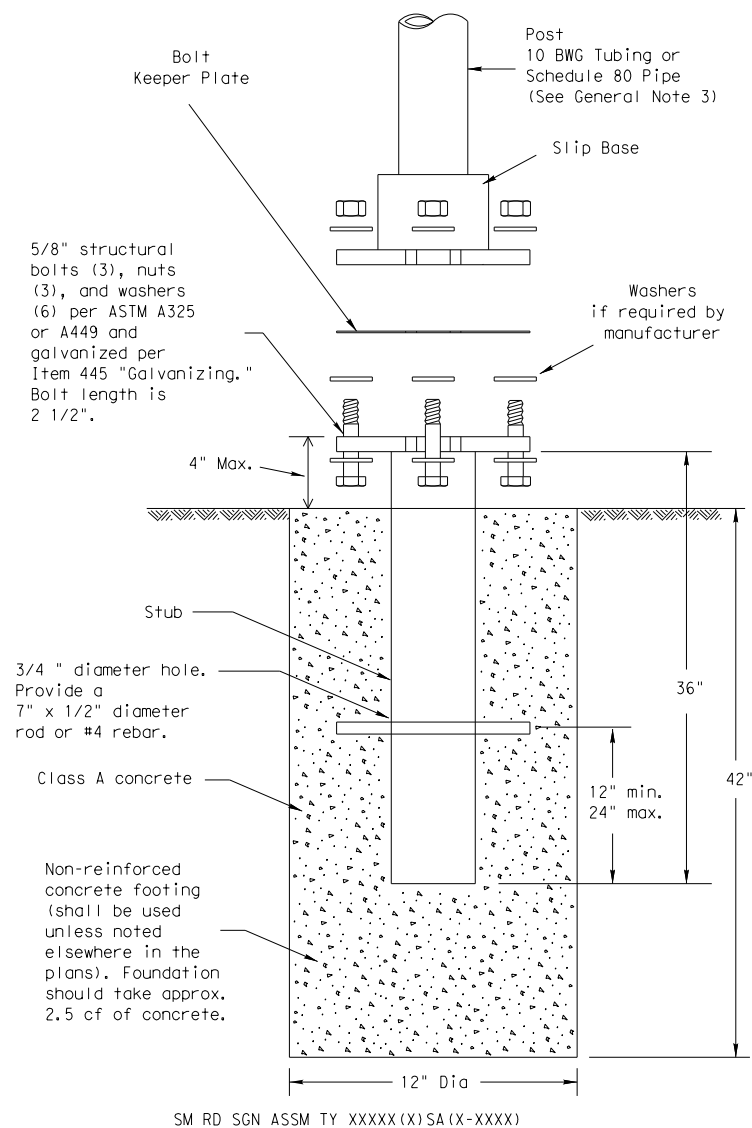 Post
10 BWG Tubing or
Schedule 80 Pipe
(See General Note 3)
Bolt
Keeper Plate
Slip Base
5/8" structural
bolts (3), nuts
(3), and washers
(6) per ASTM A325
or A449 and
galvanized per
Item 445 "Galvanizing."
Bolt length is
2 1/2".
Washers
if required by
manufacturer
4" Max.
Stub
3/4 " diameter hole.
Provide a
7" x 1/2" diameter
rod or #4 rebar.
36"
Class A concrete
12" min.
24" max.
42"
Non-reinforced
concrete footing
(shall be used
unless noted
elsewhere in the
plans). Foundation
should take approx.
2.5 cf of concrete.
12" Dia
SM RD SGN ASSM TY XXXXX(X)SA(X-XXXX)